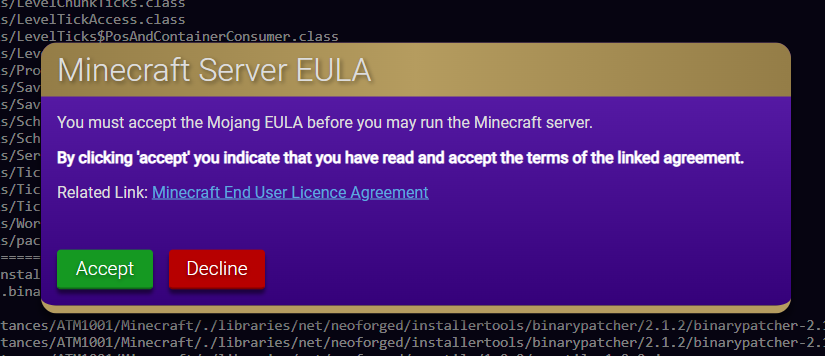 s/LevelChunkTicks.class
s/LevelTickAccess.class
s/LevelTicks$PosAndContainerConsumer.class
s/Lev
Minecraft Server EULA
s/Pro
s/Sav
You must accept the Mojang EULA before you may run the Minecraft server.
s/Sav
s/Sch
s/Sch
By clicking 'accept' you indicate that you have read and accept the terms of the linked agreement.
s/Ser
s/Tic
s/Tic
Related Link: Minecraft End User Licence Agreement
s/Tic
s/Wor
s/pac
=====
Accept Decline
nstal
.bina
tances/ATM1001/Minecraft/./libraries/net/neoforged/installertools/binarypatcher/2.1.2/binarypatcher-2.1
tances/ATM1001/Minecraft/./libraries/net/neoforged/installertools/binarypatcher/2.1.2/binarypatcher-2.1